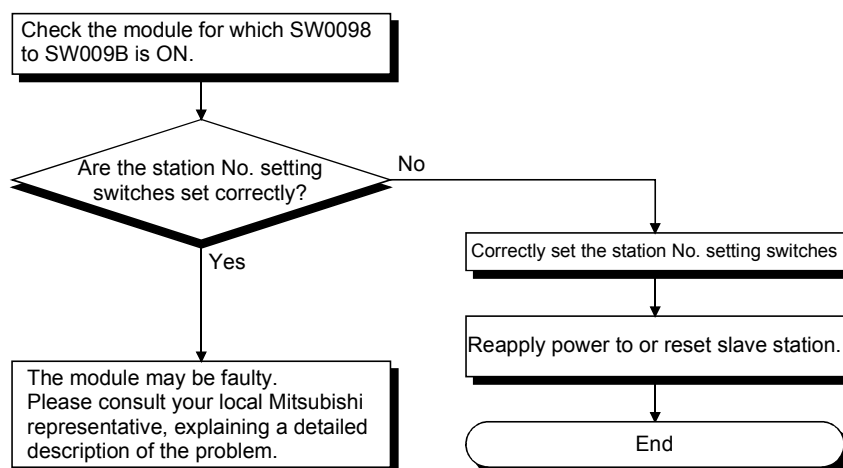 Check the module for which SW0098
to SW009B is ON.
Are the station No. setting
switches set correctly?
No
Yes
Correctly set the station No. setting switches
Reapply power to or reset slave station.
End
The module may be faulty.
Please consult your local Mitsubishi
representative, explaining a detailed
description of the problem.